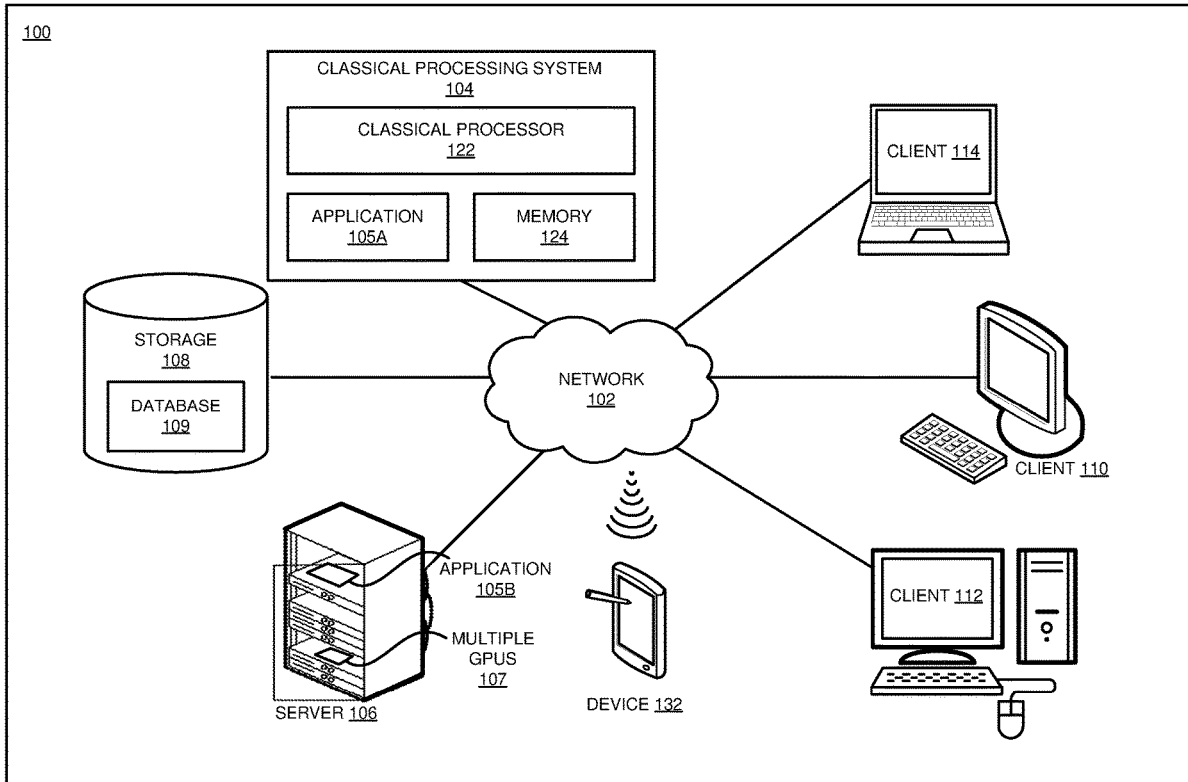 100
CLASSICAL PROCESSING SYSTEM
104
CLASSICAL PROCESSOR
122
APPLICATION
105A
MEMORY
124
CLIENT 114
STORAGE
108
DATABASE
109
NETWORK
102
CLIENT 110
APPLICATION
105B
MULTIPLE
GPUS
107
SERVER 106
DEVICE 132
CLIENT 112